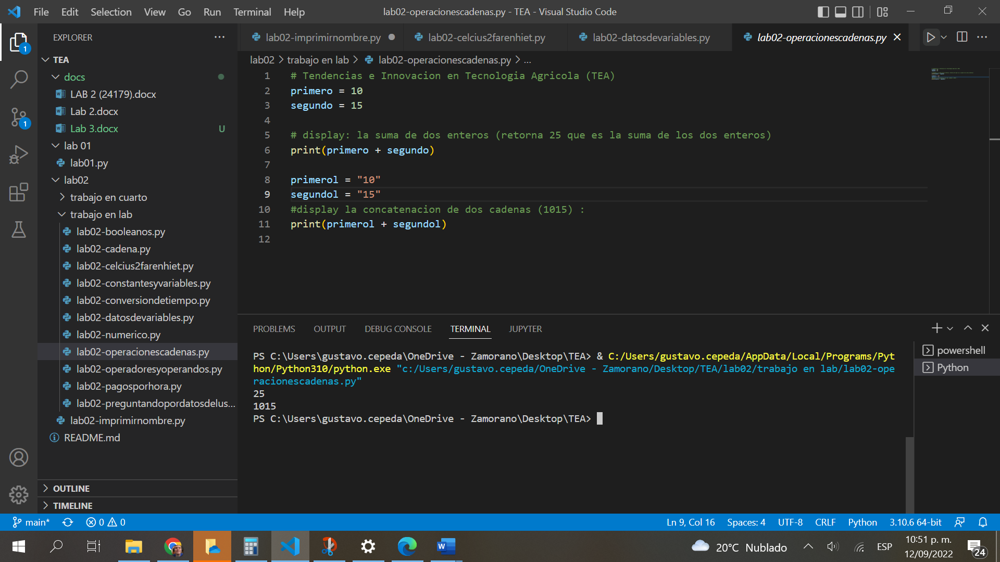 File Edit Selection View Go Run Terminal Help
lab02-operacionescadenas.py - TEA - Visual Studio Code
EXPLORER
TEA
docs
LAB 2 (24179).docx
Lab 2.docx
Lab 3.docx U
lab 01
lab01.py
lab02
trabajo en cuarto
trabajo en lab
lab02-booleanos.py
lab02-cadena.py
lab02-celcius2farenhiet.py
lab02-constantesyvariables.py
lab02-conversiondetiempo.py
lab02-datosdevariables.py
lab02-numerico.py
lab02-operacionescadenas.py
lab02-operadoresyoperandos.py
lab02-pagosporhora.py
lab02-preguntandopordatosdelus...
lab02-imprimirnombre.py
README.md
OUTLINE
TIMELINE
1
1
lab02-imprimirnombre.py lab02-celcius2farenhiet.py lab02-datosdevariables.py lab02-operacionescadenas.py
lab02 > trabajo en lab > lab02-operacionescadenas.py > ...
1 # Tendencias e Innovacion en Tecnologia Agricola (TEA)
2 primero = 10
3 segundo = 15
4
5 # display: la suma de dos enteros (retorna 25 que es la suma de los dos enteros)
6 print(primero + segundo)
7
8 primerol = "10"
9 segundol = "15"
10 #display la concatenacion de dos cadenas (1015) :
11 print(primerol + segundol)
12
PROBLEMS OUTPUT DEBUG CONSOLE TERMINAL JUPYTER
PS C:\Users\gustavo.cepeda\OneDrive - Zamorano\Desktop\TEA> & C:/Users/gustavo.cepeda/AppData/Local/Programs/Pyt
hon/Python310/python.exe "c:/Users/gustavo.cepeda/OneDrive - Zamorano/Desktop/TEA/lab02/trabajo en lab/lab02-ope
racionescadenas.py"
25
1015
PS C:\Users\gustavo.cepeda\OneDrive - Zamorano\Desktop\TEA>
powershell
Python
main* 0 0 Ln 9, Col 16 Spaces: 4 UTF-8 CRLF Python 3.10.6 64-bit
20°C Nublado ESP
10:51 p. m.
12/09/2022
24